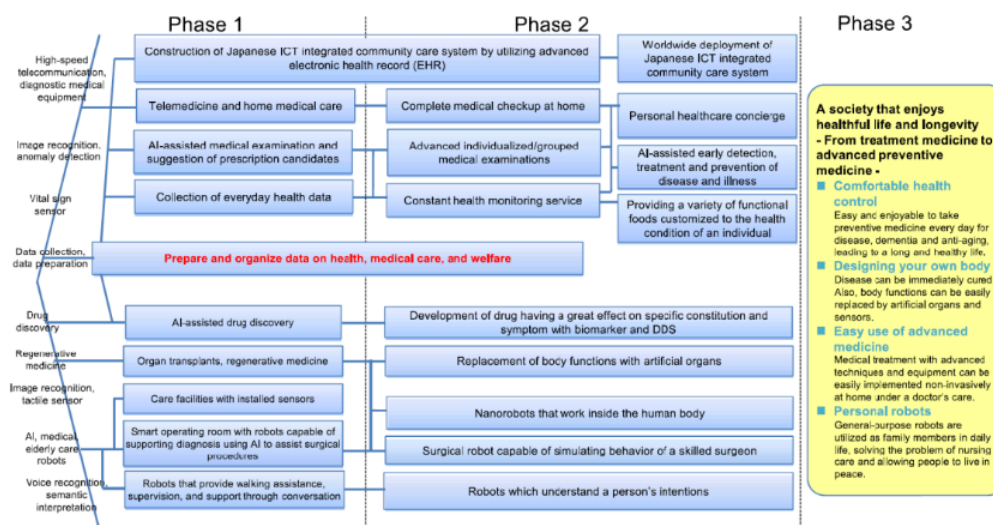 Phase 1
Phase 2
Phase 3
High-speed
telecommunication,
diagnostic medical
equipment
Construction of Japanese ICT integrated community care system by utilizing advanced
electronic health record (EHR)
Worldwide deployment of
Japanese ICT integrated
community care system
Telemedicine and home medical care
Complete medical checkup at home
Personal healthcare concierge
Image recognition,
anomaly detection
AI-assisted medical examination and
suggestion of prescription candidates
Advanced individualized/grouped
medical examinations
AI-assisted early detection,
treatment and prevention of
disease and illness
Vital sign
sensor
Collection of everyday health data
Constant health monitoring service
Providing a variety of functional
foods customized to the health
condition of an individual
Data collection,
data preparation
Prepare and organize data on health, medical care, and welfare
Drug
discovery
AI-assisted drug discovery
Development of drug having a great effect on specific constitution and
symptom with biomarker and DDS
Regenerative
medicine
Organ transplants, regenerative medicine
Replacement of body functions with artificial organs
Image recognition,
tactile sensor
Care facilities with installed sensors
Nanorobots that work inside the human body
AI, medical,
elderly care
robots
Smart operating room with robots capable of
supporting diagnosis using AI to assist surgical
procedures
Surgical robot capable of simulating behavior of a skilled surgeon
Voice recognition,
semantic
interpretation
Robots that provide walking assistance,
supervision, and support through conversation
Robots which understand a person's intentions
A society that enjoys
healthful life and longevity
- From treatment medicine to
advanced preventive
medicine -
Comfortable health
control
Easy and enjoyable to take
preventive medicine every day for
disease, dementia and anti-aging,
leading to a long and healthy life.
Designing your own body
Disease can be immediately cured
Also, body functions can be easily
replaced by artificial organs and
sensors.
Easy use of advanced
medicine
Medical treatment with advanced
techniques and equipment can be
easily implemented non-invasively
at home under a doctor's care.
Personal robots
General-purpose robots are
utilized as family members in daily
life, solving the problem of nursing
care and allowing people to live in
peace.